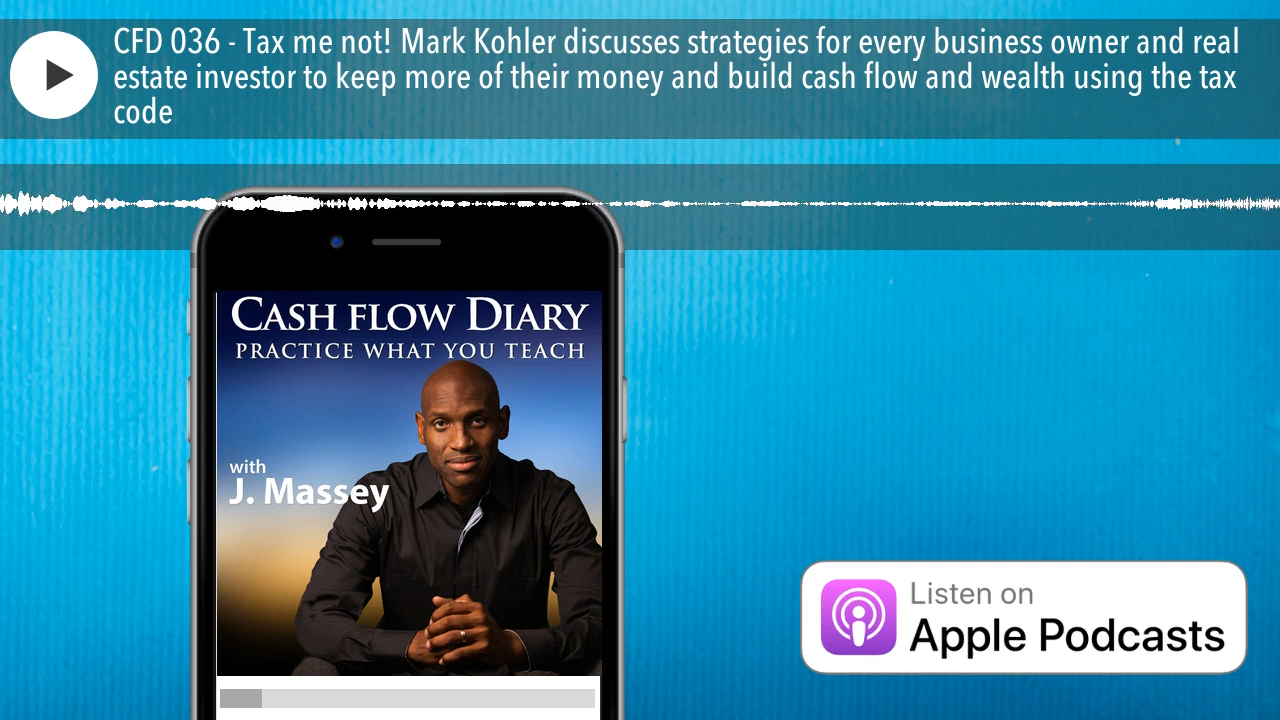 CFD 036 - Tax me not! Mark Kohler discusses strategies for every business owner and real
estate investor to keep more of their money and build cash flow and wealth using the tax
code
CASH FLOW DIARY
PRACTICE WHAT YOU TEACH
with
J. Massey
Listen on
Apple Podcasts